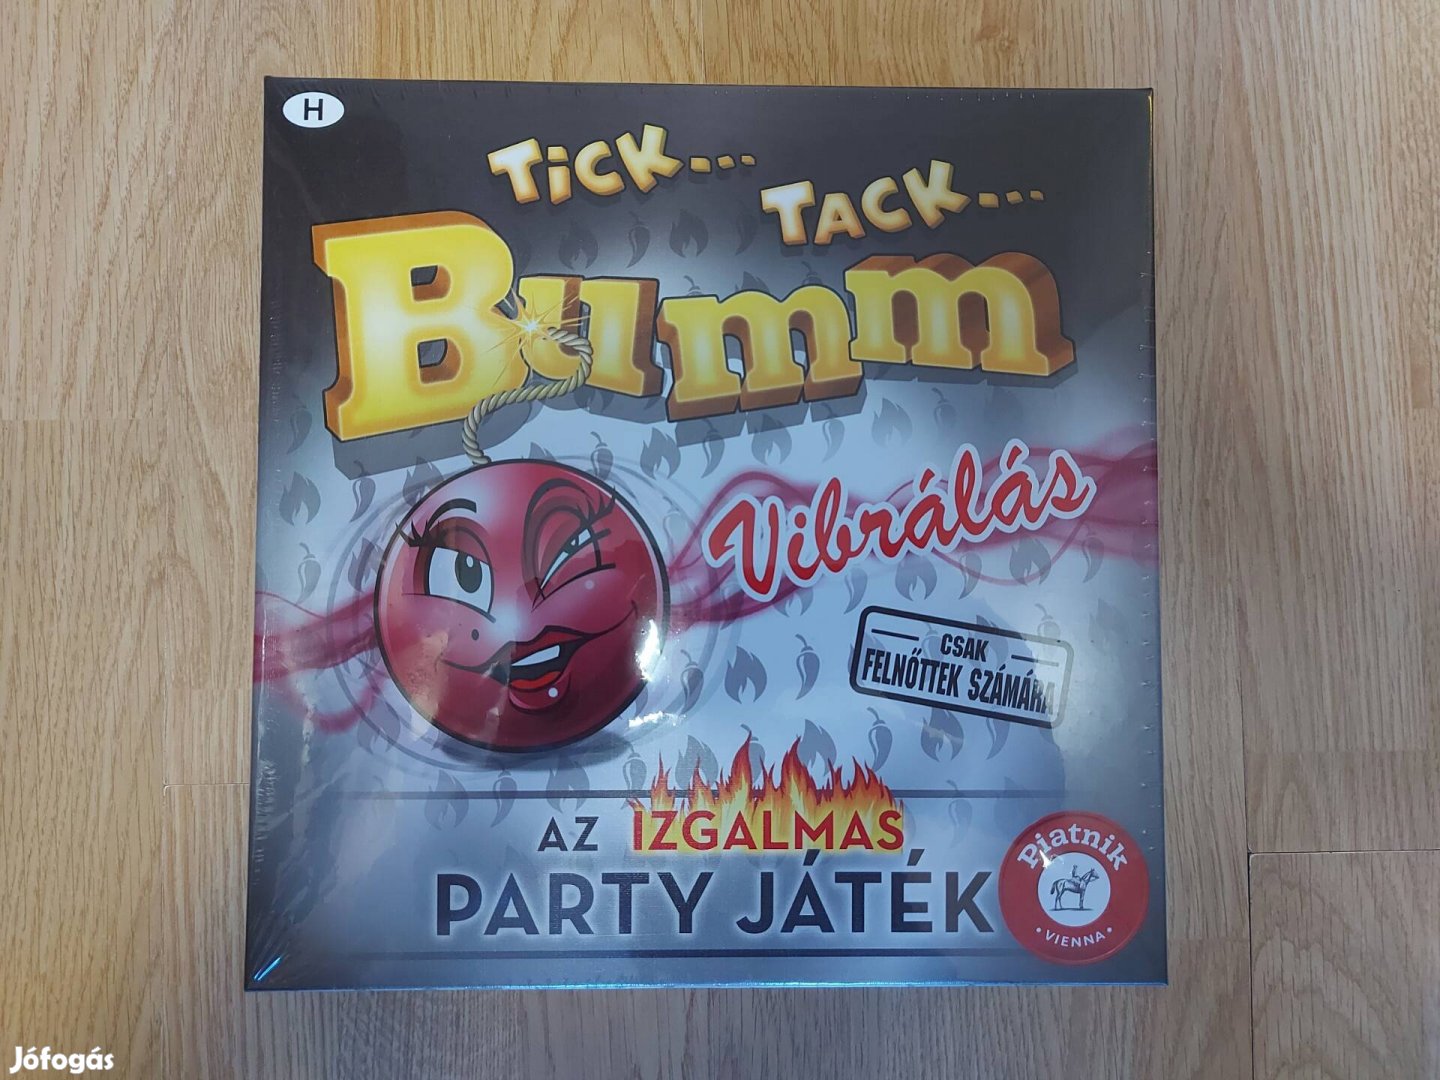 H
TiCK...
TACK...
Bumm
Vibrálás
CSAK
FELNŐTTEK SZÁMÁRA
AZ IZGALMAS
PARTY JÁTÉK
Piatnik
• VIENNA •
Jófogás